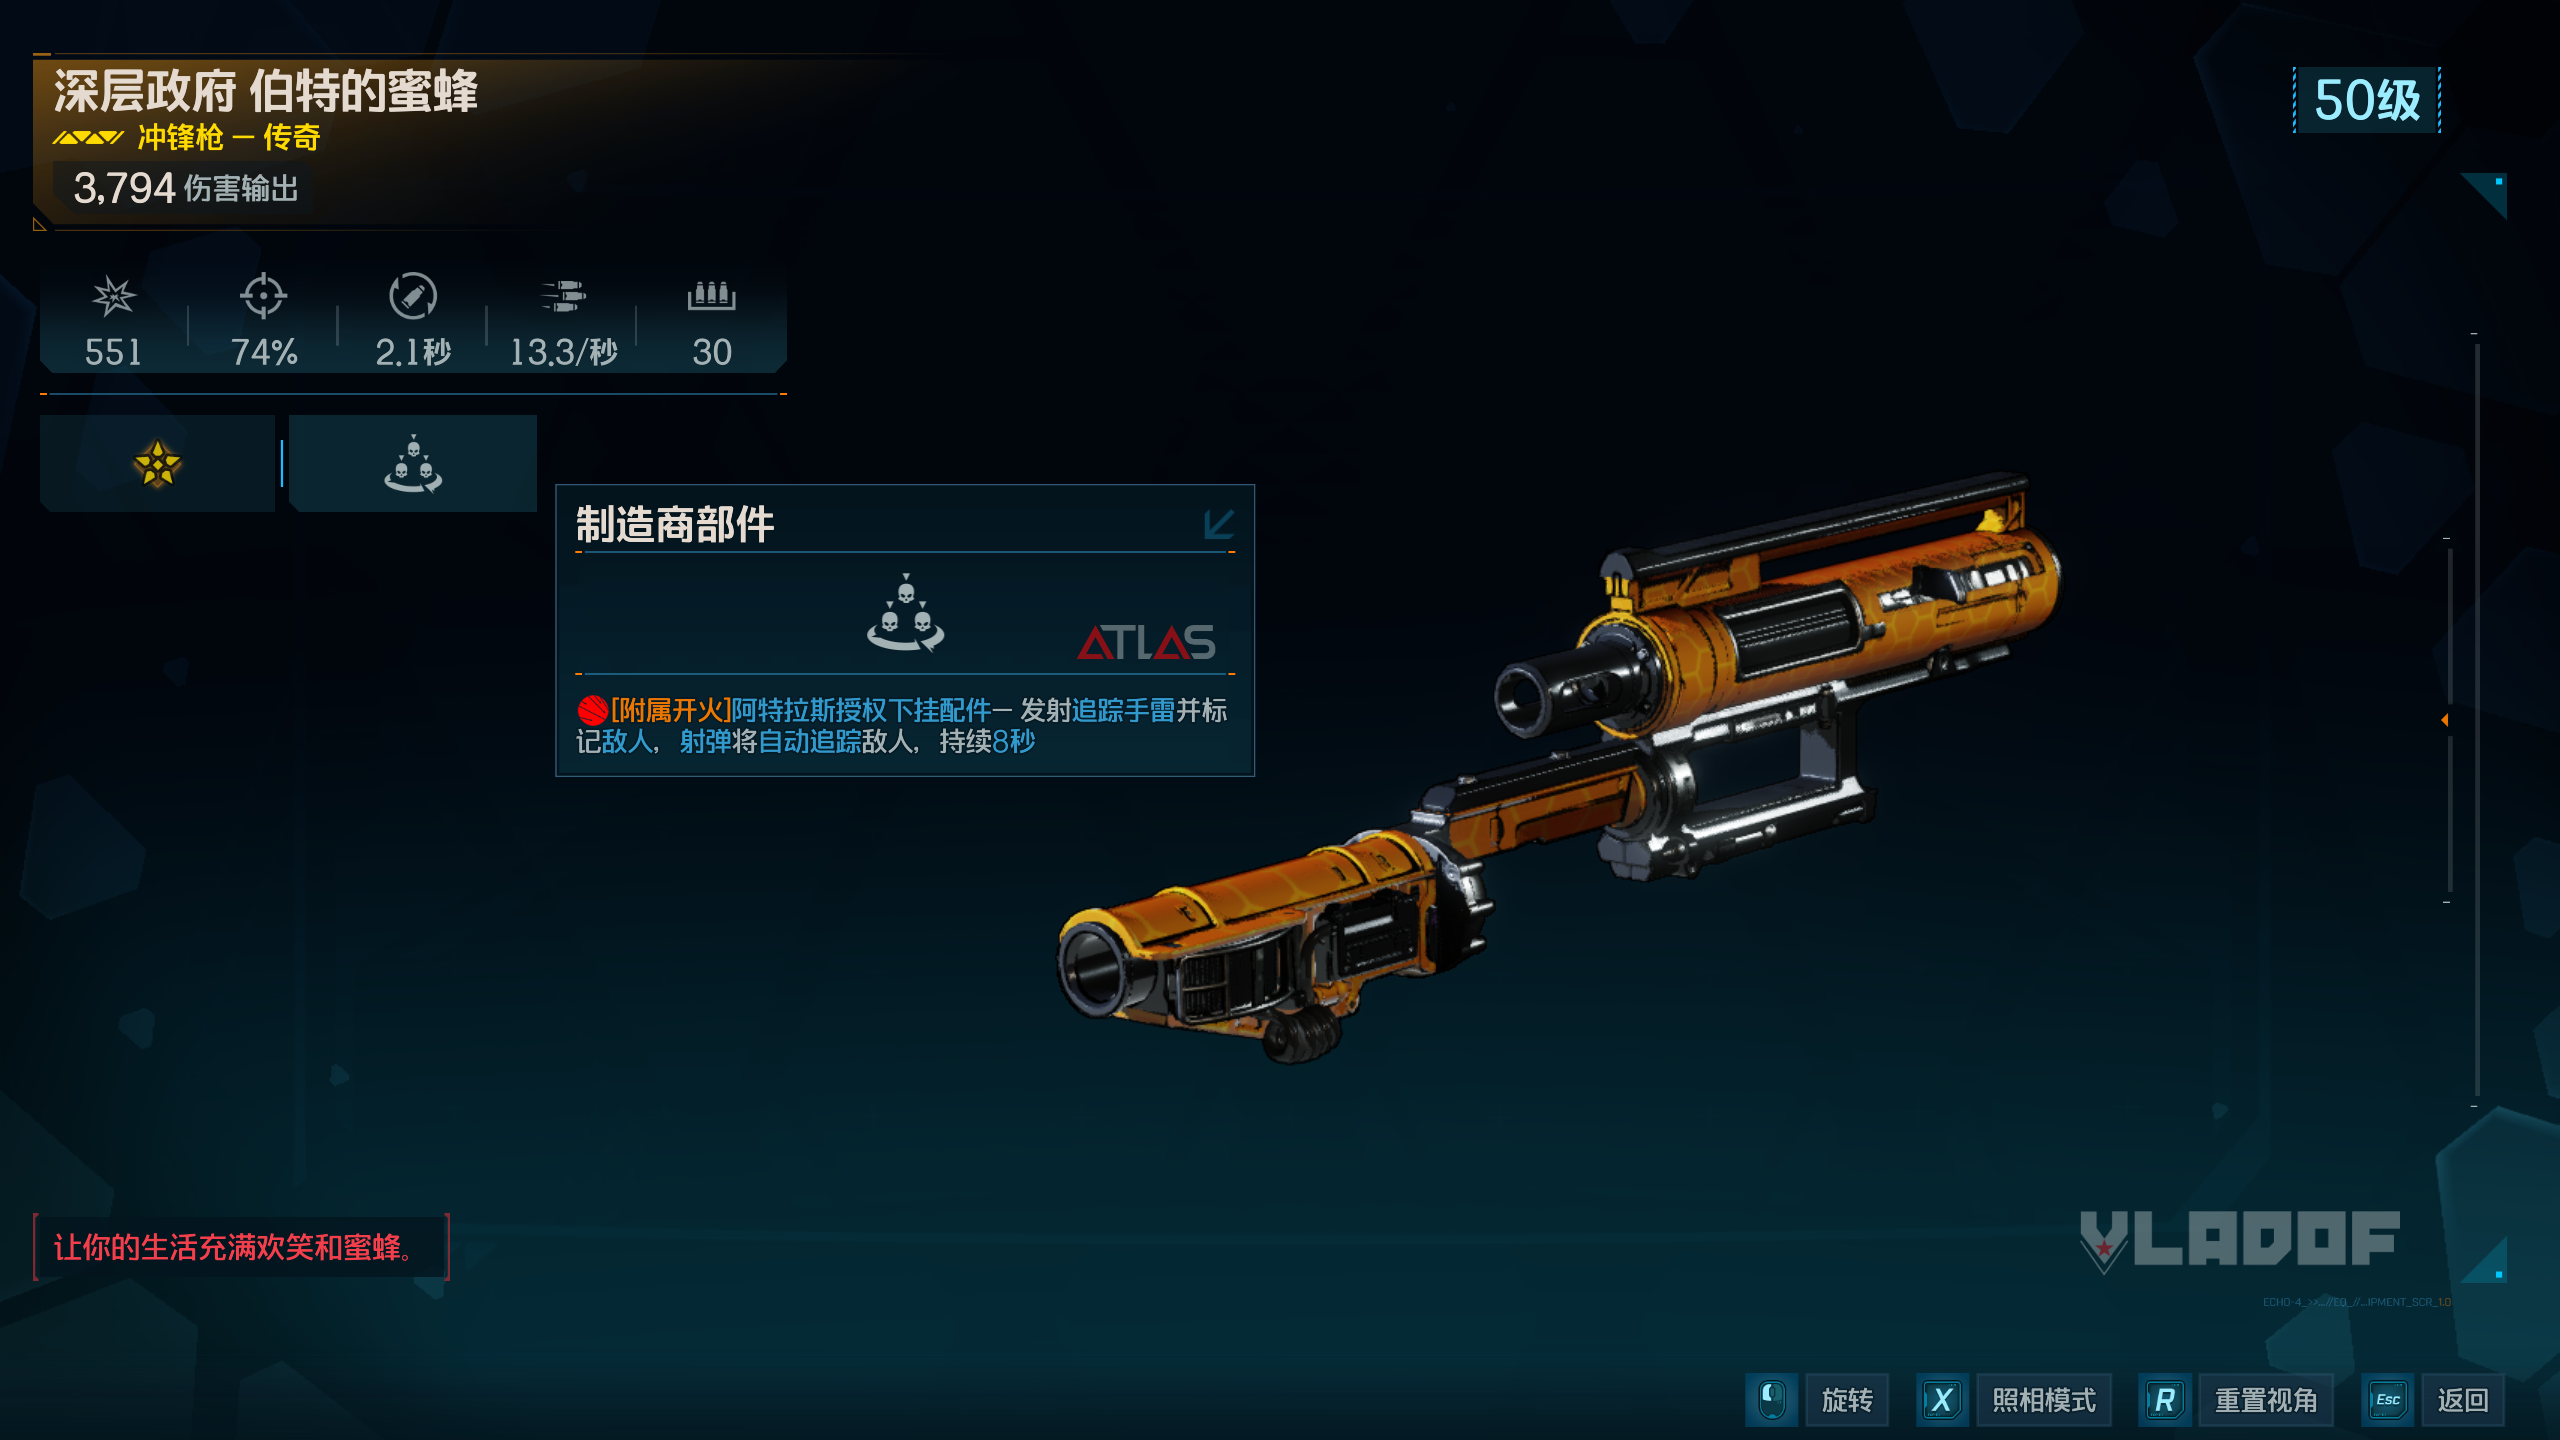 深层政府 伯特的蜜蜂
冲锋枪 – 传奇
3,794 伤害输出
50级
551
74%
2.1秒
13.3/秒
30
制造商部件
ATLAS
[附属开火]阿特拉斯授权下挂配件– 发射追踪手雷并标
记敌人, 射弹将自动追踪敌人, 持续8秒
让你的生活充满欢笑和蜜蜂。
VLADOF
ECHO-4_>>...//EQ_//...IPMENT_SCR_1.0
旋转
X 照相模式
R 重置视角
Esc 返回